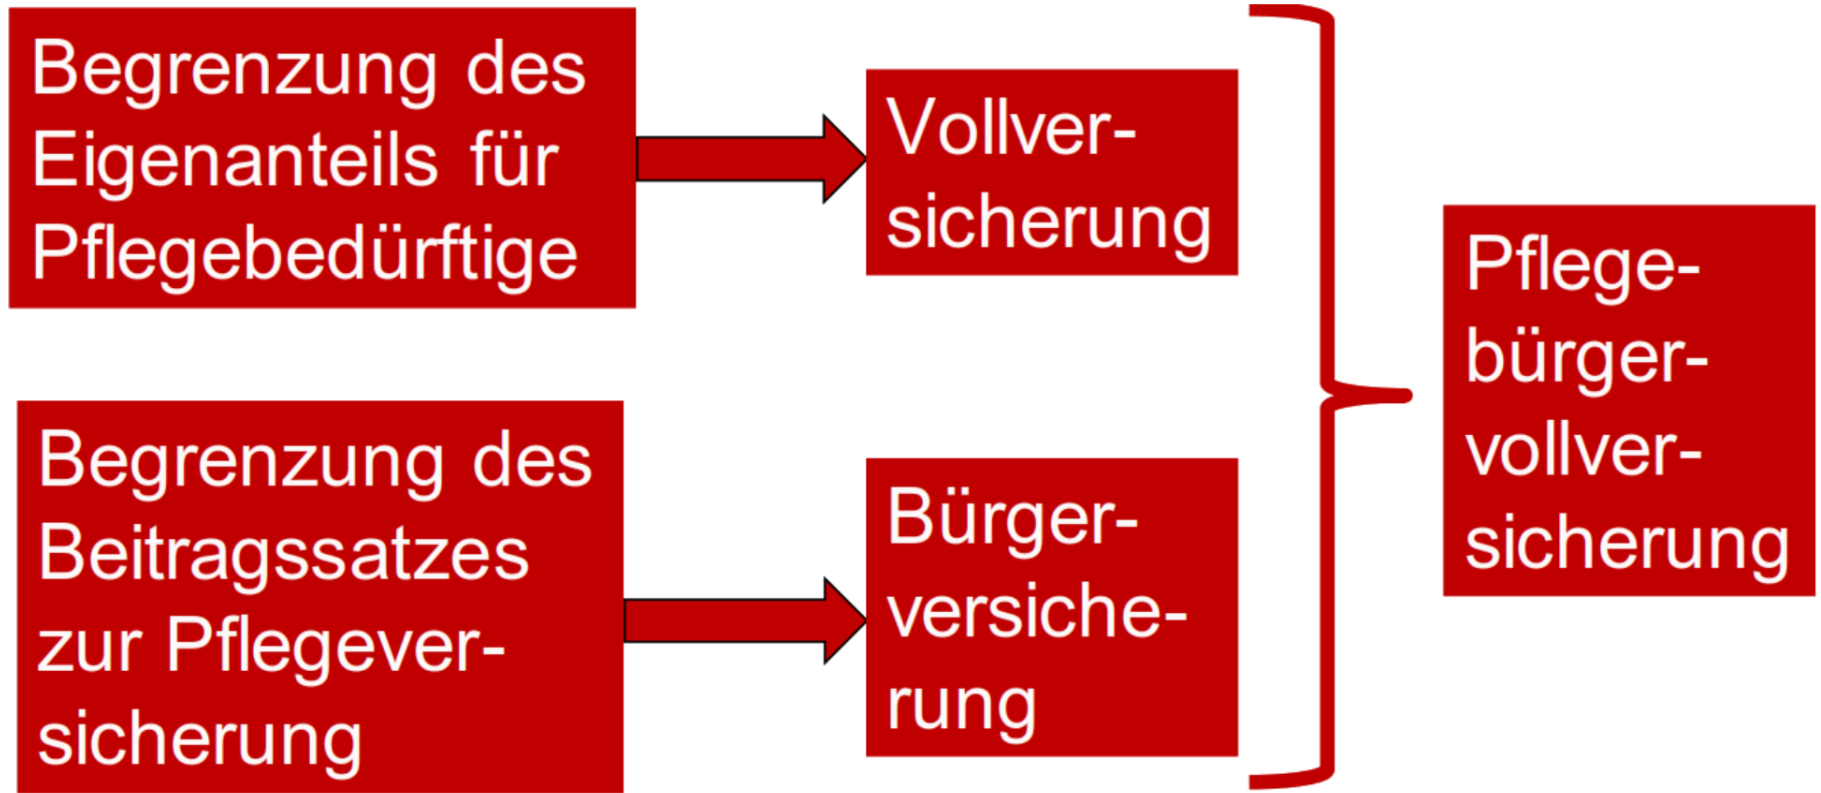 Begrenzung des
Eigenanteils für
Pflegebedürftige
Vollver-
sicherung
Begrenzung des
Beitragssatzes
zur Pflegever-
sicherung
Bürger-
versiche-
rung
Pflege-
bürger-
vollver-
sicherung